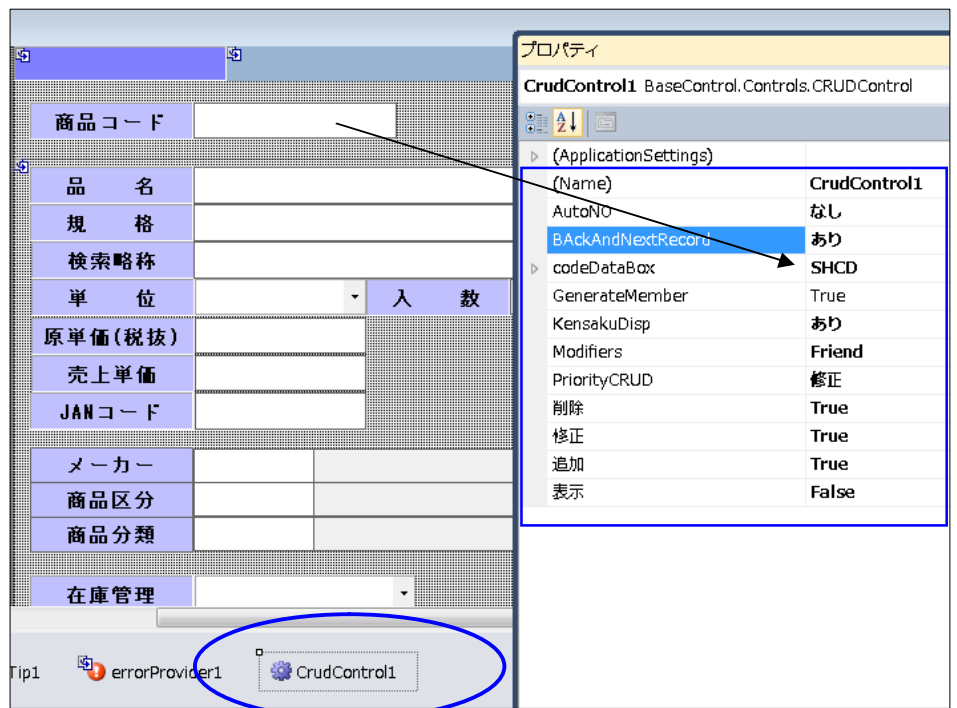 プロパティ
CrudControl1 BaseControl.Controls.CRUDControl
(ApplicationSettings)
(Name) CrudControl1
AutoNO なし
BAckAndNextRecord あり
codeDataBox SHCD
GenerateMember True
KensakuDisp あり
Modifiers Friend
PriorityCRUD 修正
削除 True
修正 True
追加 True
表示 False
商品コード
品 名
規 格
検索略称
単 位 入 数
原単価(税抜)
売上単価
JANコード
メーカー
商品区分
商品分類
在庫管理
Tip1 errorProvider1 CrudControl1